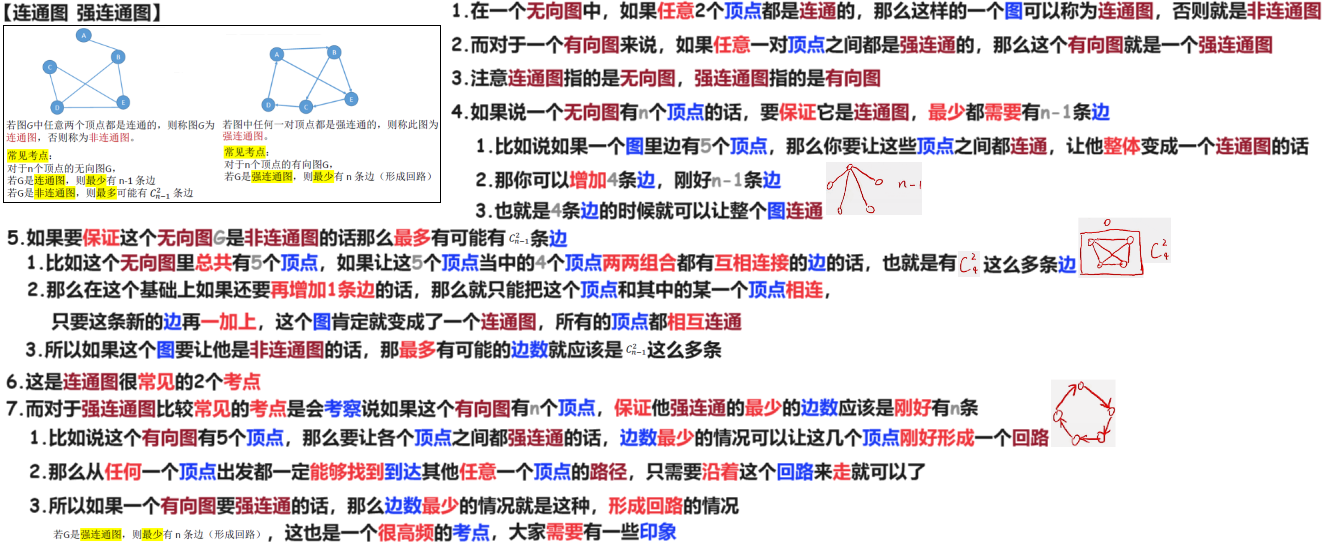 【连通图 强连通图】
A
B
C
D
E
A
B
D
C
E
若图G中任意两个顶点都是连通的，则称图G为
连通图，否则称为非连通图。
常见考点：
对于n个顶点的无向图G，
若G是连通图，则最少有 n-1 条边
若G是非连通图，则最多可能有 C²ₙ₋₁ 条边
若图中任何一对顶点都是强连通的，则称此图为
强连通图。
常见考点：
对于n个顶点的有向图G，
若G是强连通图，则最少有 n 条边（形成回路）
1.在一个无向图中，如果任意2个顶点都是连通的，那么这样的一个图可以称为连通图，否则就是非连通图
2.而对于一个有向图来说，如果任意一对顶点之间都是强连通的，那么这个有向图就是一个强连通图
3.注意连通图指的是无向图，强连通图指的是有向图
4.如果说一个无向图有n个顶点的话，要保证它是连通图，最少都需要有n-1条边
1.比如说如果一个图里边有5个顶点，那么你要让这些顶点之间都连通，让他整体变成一个连通图的话
2.那你可以增加4条边，刚好n-1条边
3.也就是4条边的时候就可以让整个图连通
n-1
5.如果要保证这个无向图G是非连通图的话那么最多有可能有 C²ₙ₋₁条边
1.比如这个无向图里总共有5个顶点，如果让这5个顶点当中的4个顶点两两组合都有互相连接的边的话，也就是有 C²₄ 这么多条边
C²₄
2.那么在这个基础上如果还要再增加1条边的话，那么就只能把这个顶点和其中的某一个顶点相连，
只要这条新的边再一加上，这个图肯定就变成了一个连通图，所有的顶点都相互连通
3.所以如果这个图要让他是非连通图的话，那最多有可能的边数就应该是 C²ₙ₋₁这么多条
6.这是连通图很常见的2个考点
7.而对于强连通图比较常见的考点是会考察说如果这个有向图有n个顶点，保证他强连通的最少的边数应该是刚好有n条
1.比如说这个有向图有5个顶点，那么要让各个顶点之间都强连通的话，边数最少的情况可以让这几个顶点刚好形成一个回路
2.那么从任何一个顶点出发都一定能够找到到达其他任意一个顶点的路径，只需要沿着这个回路来走就可以了
3.所以如果一个有向图要强连通的话，那么边数最少的情况就是这种，形成回路的情况
若G是强连通图，则最少有 n 条边（形成回路），这也是一个很高频的考点，大家需要有一些印象